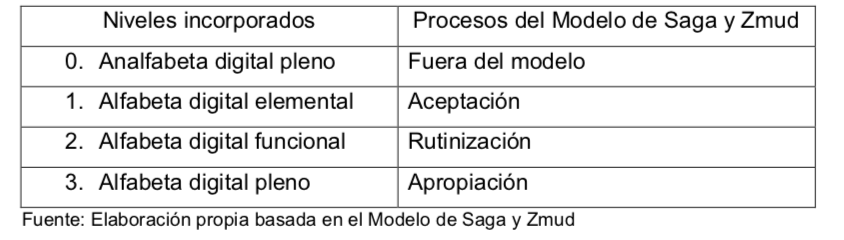 Niveles incorporados Procesos del Modelo de Saga y Zmud
0. Analfabeta digital pleno Fuera del modelo
1. Alfabeta digital elemental Aceptación
2. Alfabeta digital funcional Rutinización
3. Alfabeta digital pleno Apropiación
Fuente: Elaboración propia basada en el Modelo de Saga y Zmud